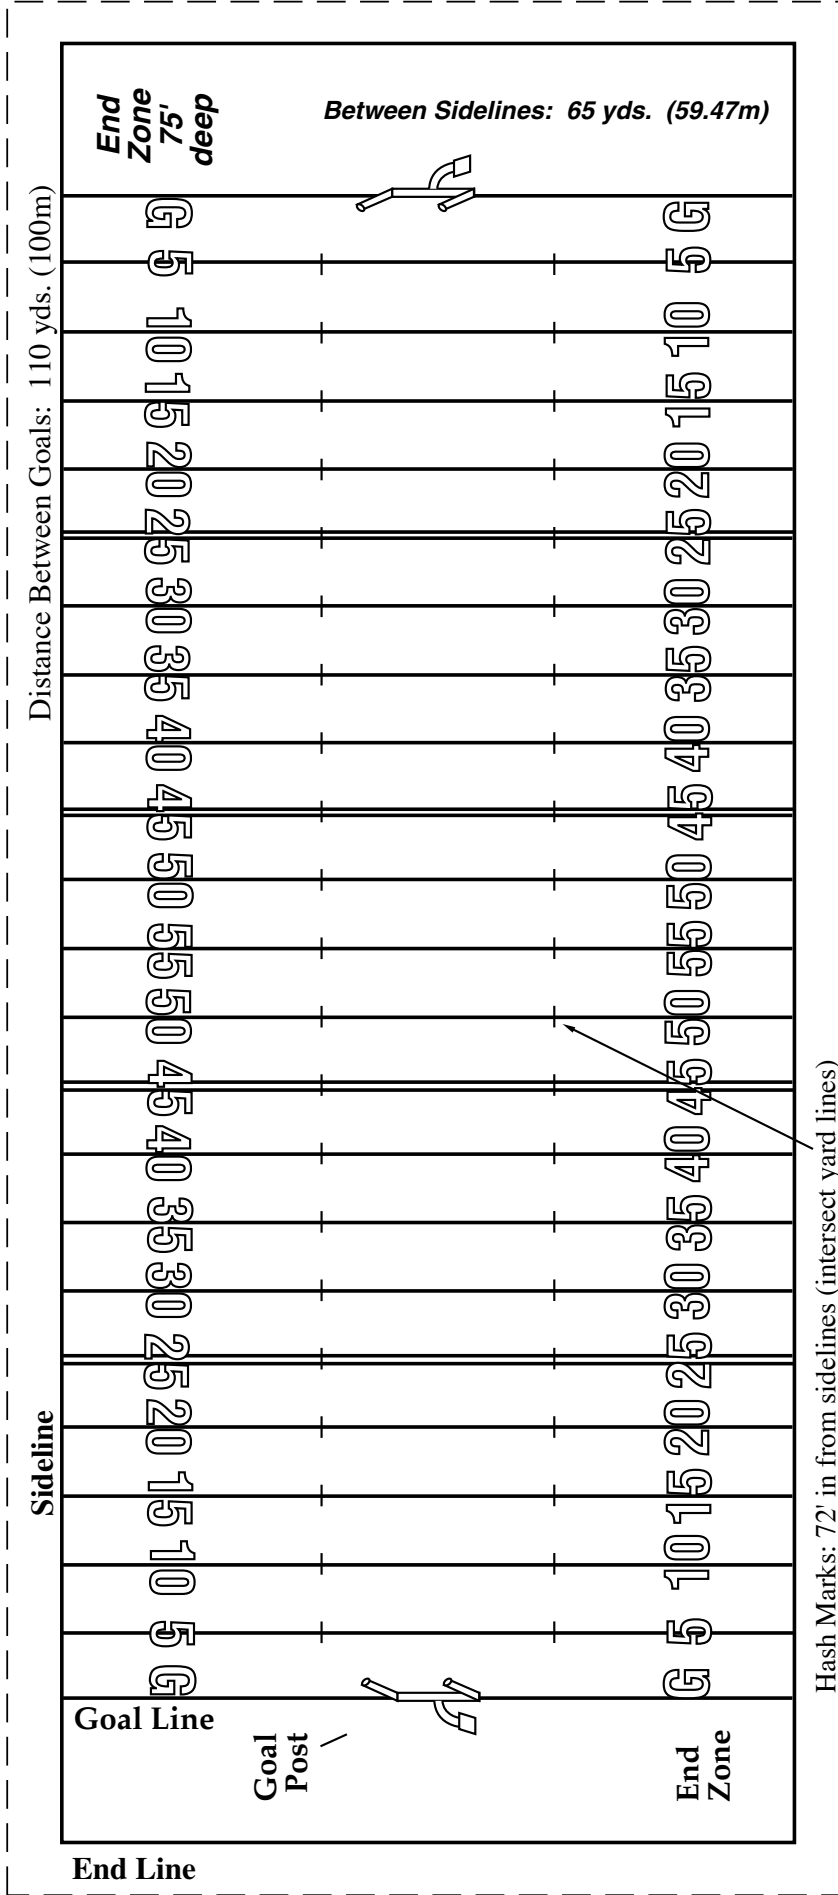 End
Zone
75'
deep
Between Sidelines: 65 yds. (59.47m)
Distance Between Goals: 110 yds. (100m)
G G
5 5
10 10
15 15
20 20
25 25
30 30
35 35
40 40
45 45
50 50
55 55
50 50
45 45
40 40
35 35
30 30
25 25
20 20
15 15
10 10
5 5
G G
Sideline
Hash Marks: 72' in from sidelines (intersect yard lines)
Goal Line
Goal
Post
End
Zone
End Line